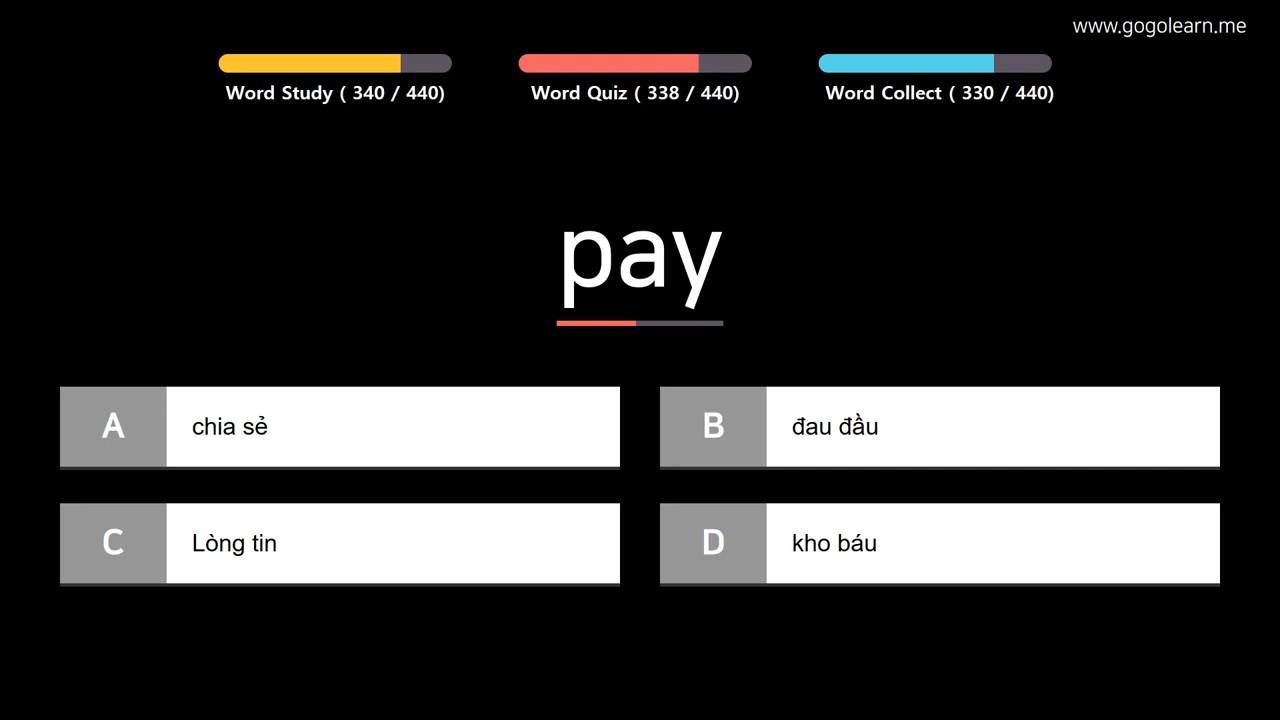 www.gogolearn.me
Word Study ( 340 / 440)
Word Quiz ( 338 / 440)
Word Collect ( 330 / 440)
pay
A chia sẻ
B đau đầu
C Lòng tin
D kho báu